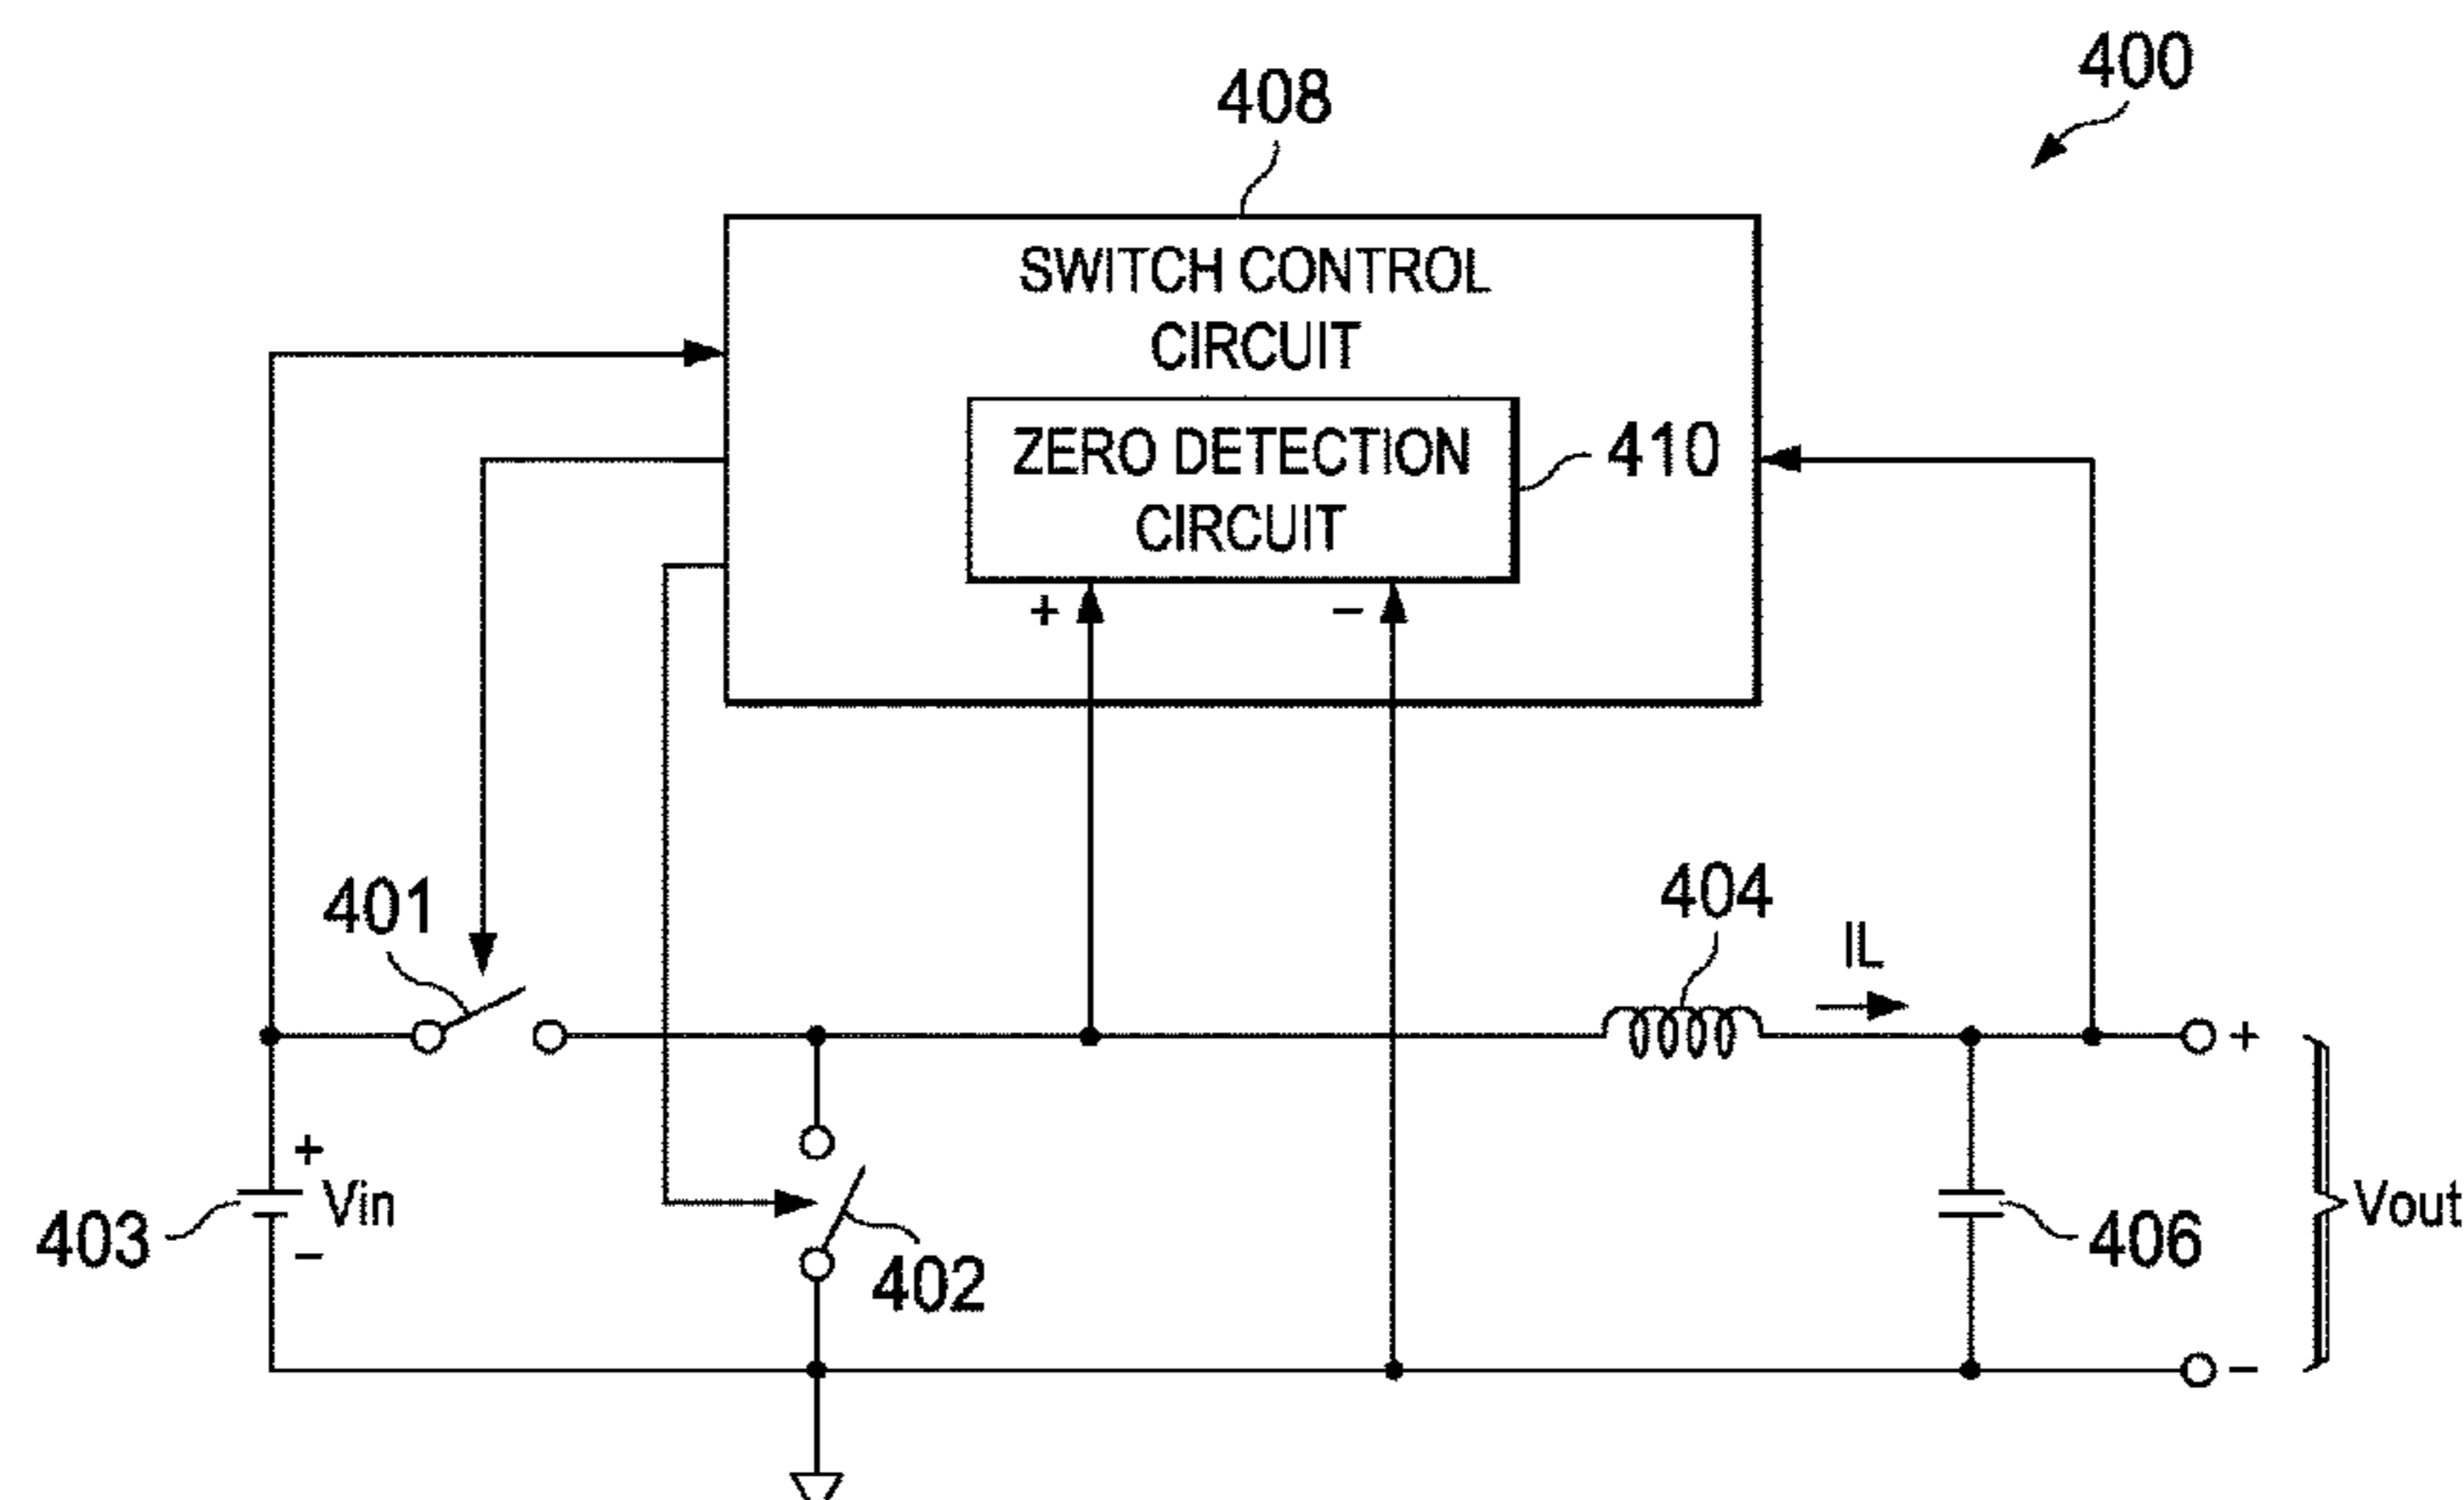 400
408
SWITCH CONTROL
CIRCUIT
ZERO DETECTION
CIRCUIT
410
+
−
401
404
IL
+
+
Vin
−
403
402
406
Vout
−